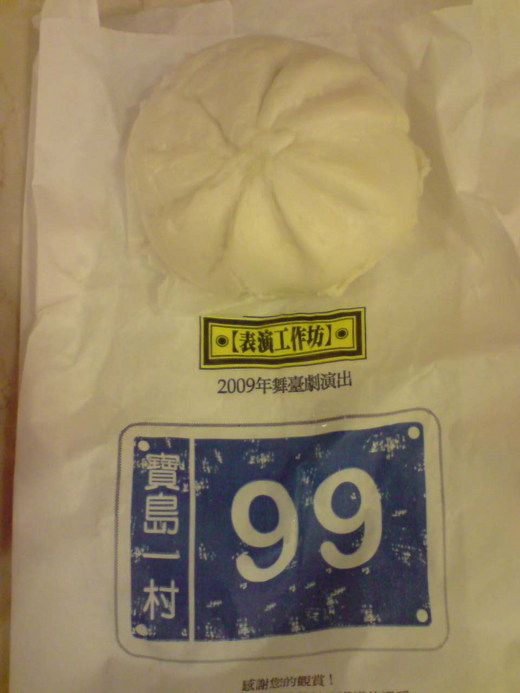 【表演工作坊】
2009年舞臺劇演出
寶島一村
99
感謝您的觀賞！